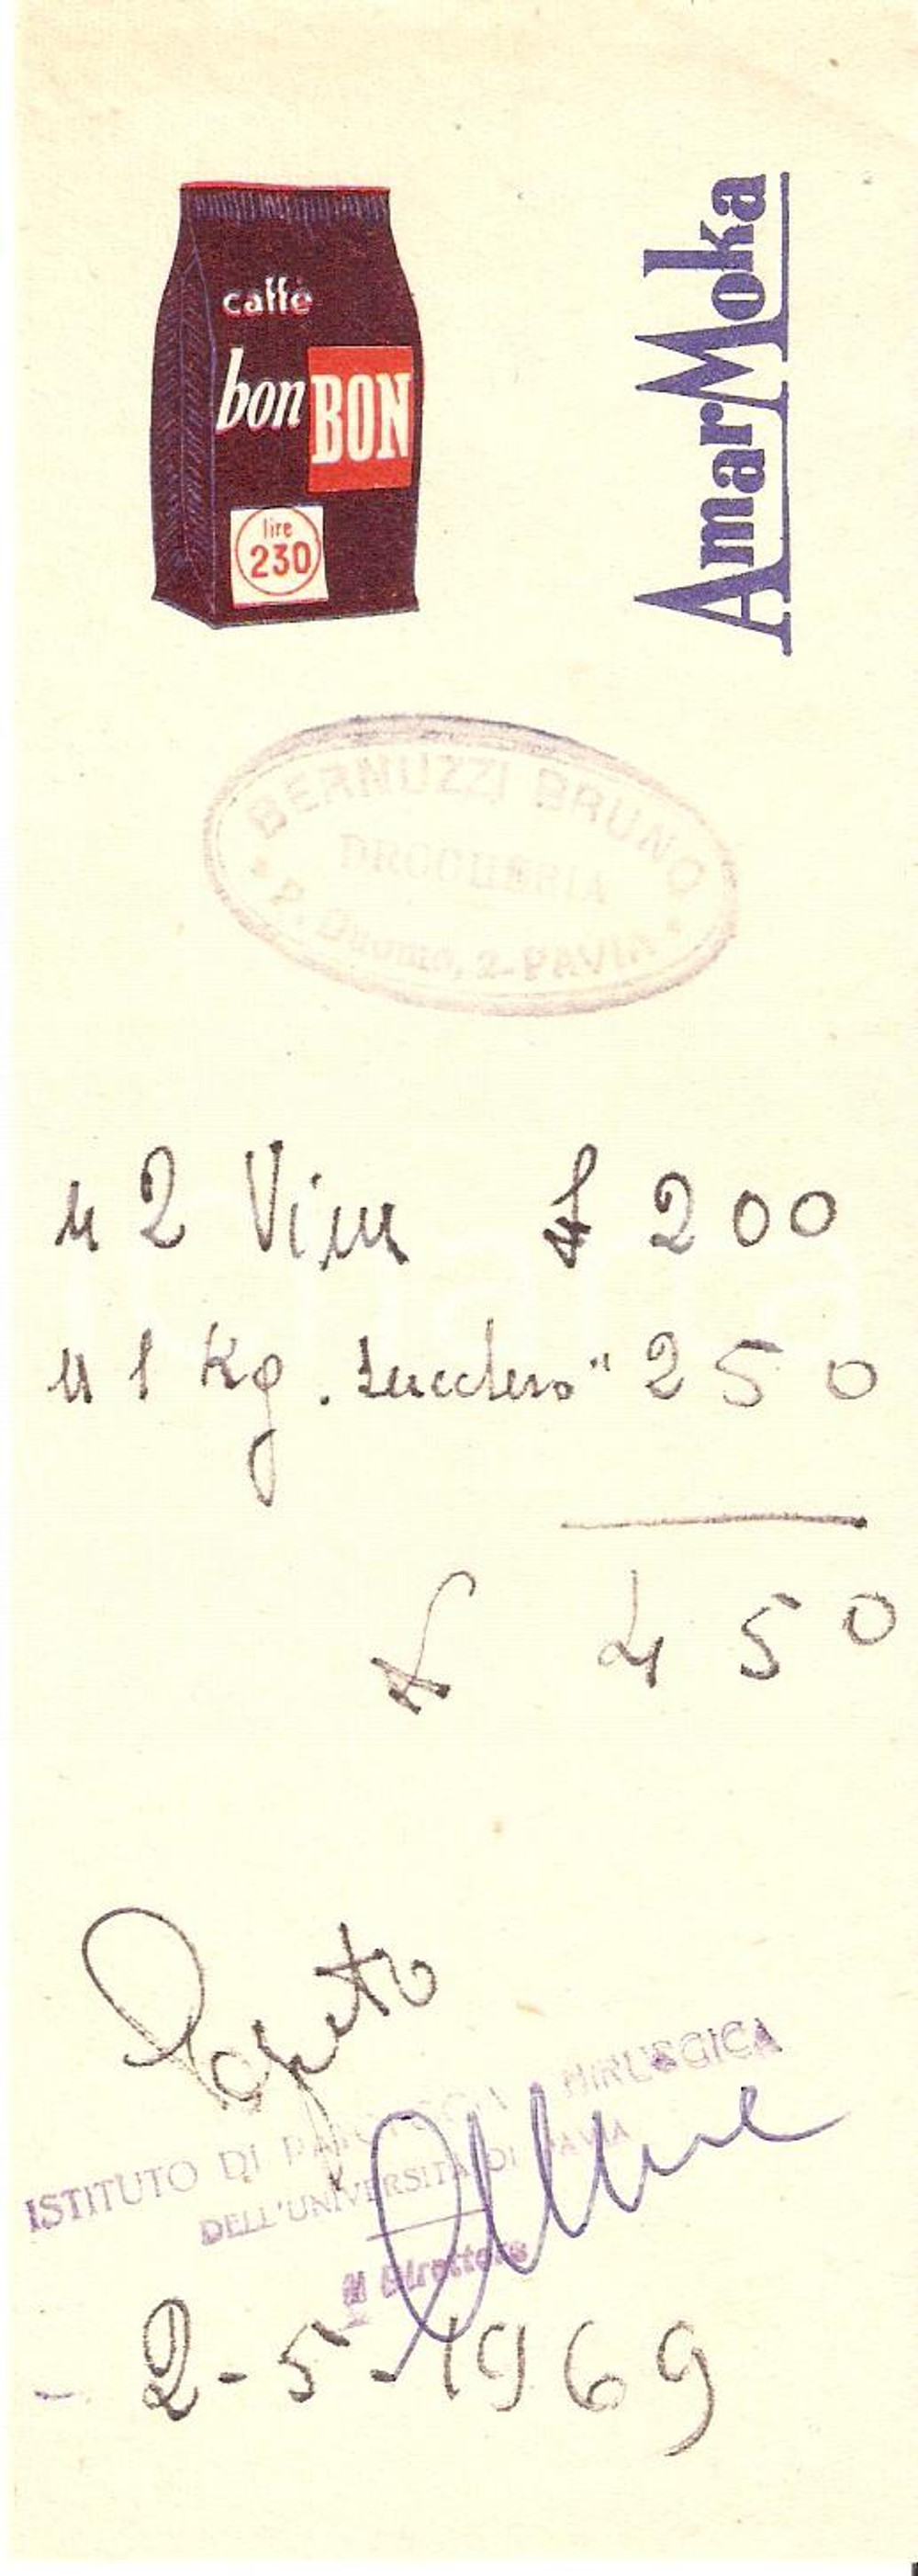 caffè
bon BON
lire
230
AmarMoka
BERNUZZI BRUNO
DROGHERIA
P. Duomo, 2 - PAVIA
n 2 Vim £ 200
n 1 Kg. zucchero " 250
£ 450
Pagato
ISTITUTO DI PATOLOGIA CHIRURGICA
DELL'UNIVERSITÀ DI PAVIA
Il Direttore
- 2-5-1969